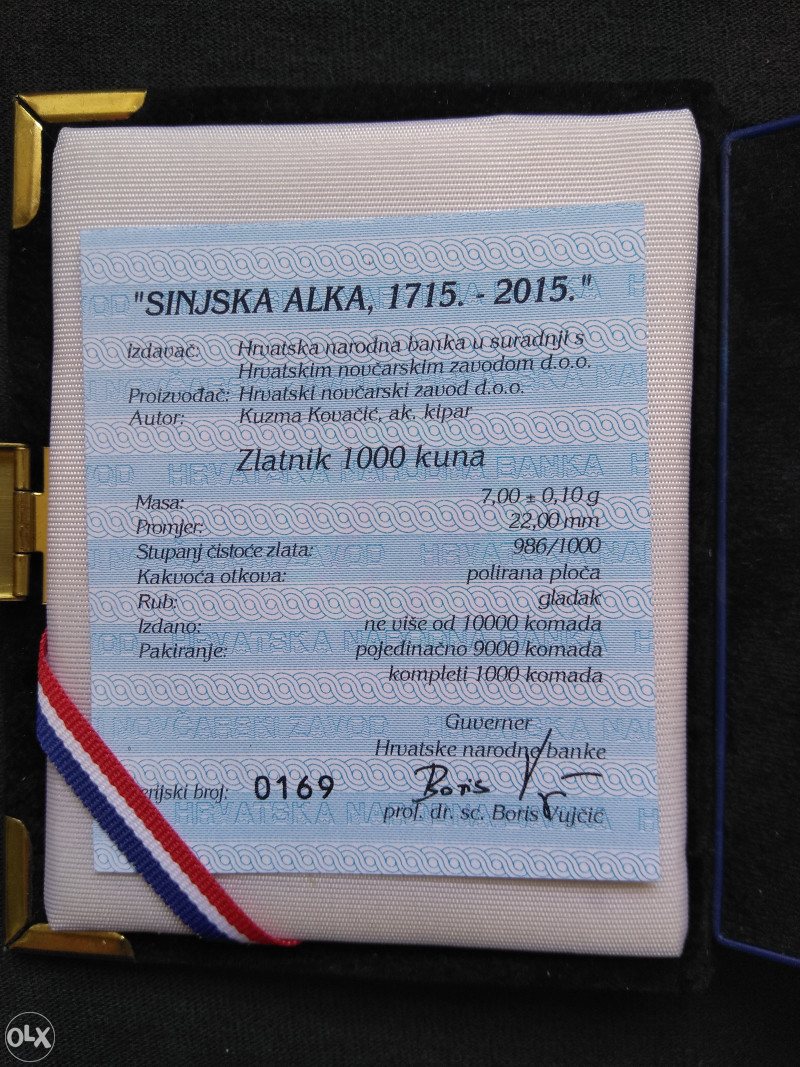 "SINJSKA ALKA, 1715. - 2015."
Izdavač: Hrvatska narodna banka u suradnji s
Hrvatskim novčarskim zavodom d.o.o.
Proizvođač: Hrvatski novčarski zavod d.o.o.
Autor: Kuzma Kovačić, ak. kipar
Zlatnik 1000 kuna
Masa: 7,00 ± 0,10 g
Promjer: 22,00 mm
Stupanj čistoće zlata: 986/1000
Kakvoća otkova: polirana ploča
Rub: gladak
Izdano: ne više od 10000 komada
Pakiranje: pojedinačno 9000 komada
kompleti 1000 komada
Guverner
Hrvatske narodne banke
Boris
erijski broj: 0169
prof. dr. sc. Boris Vujčić
OLX